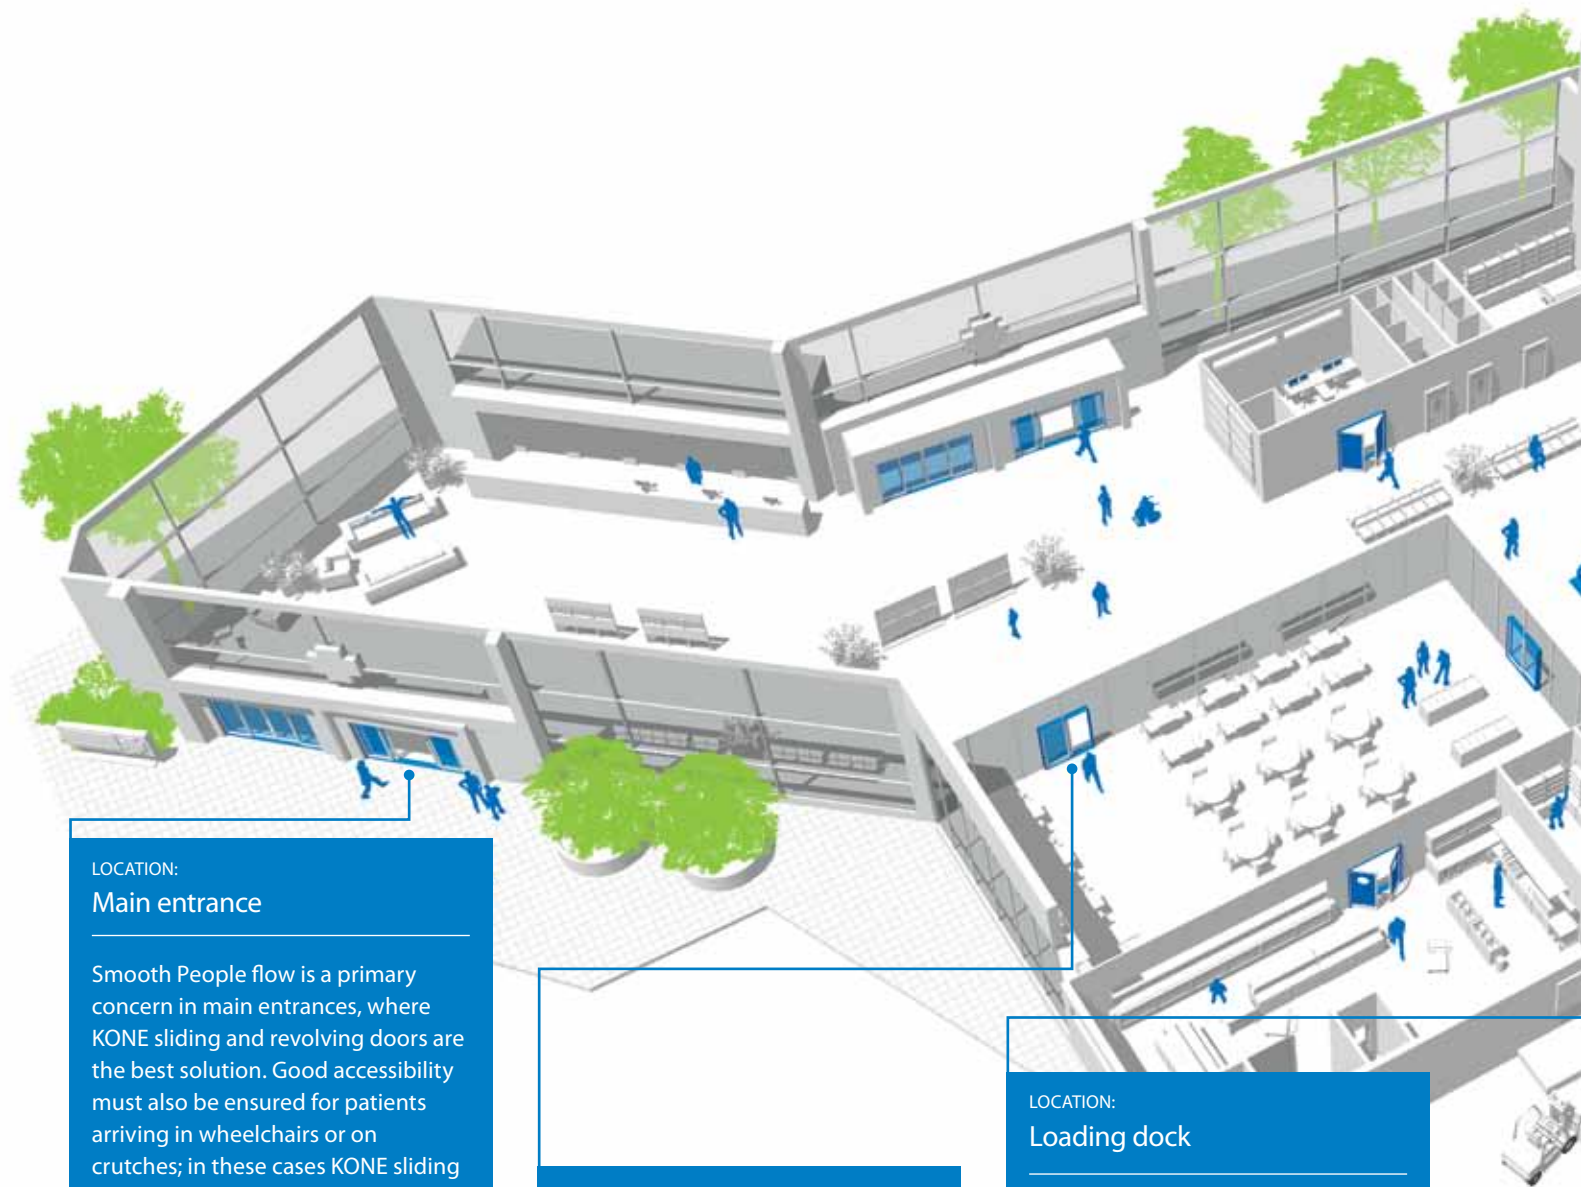 LOCATION:
Main entrance
Smooth People flow is a primary
concern in main entrances, where
KONE sliding and revolving doors are
the best solution. Good accessibility
must also be ensured for patients
arriving in wheelchairs or on
crutches; in these cases KONE sliding
LOCATION:
Loading dock